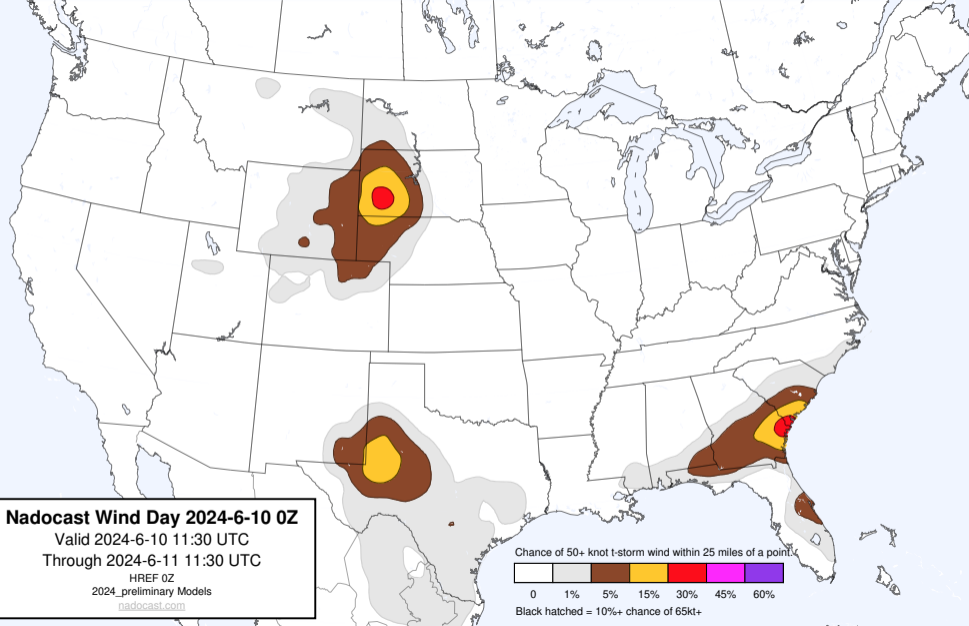 Nadocast Wind Day 2024-6-10 0Z
Valid 2024-6-10 11:30 UTC
Through 2024-6-11 11:30 UTC
HREF 0Z
2024_preliminary Models
nadocast.com
Chance of 50+ knot t-storm wind within 25 miles of a point.
0 1% 5% 15% 30% 45% 60%
Black hatched = 10%+ chance of 65kt+